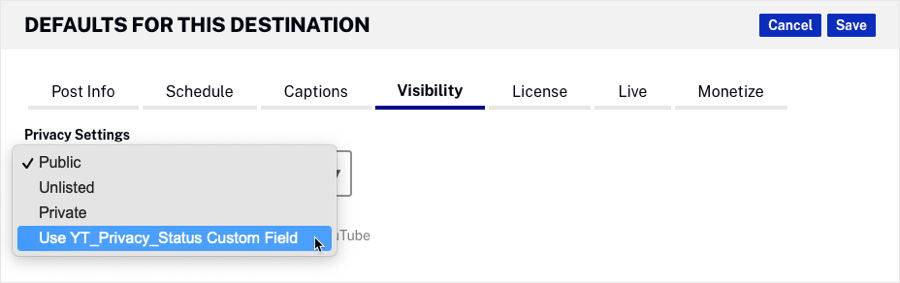 DEFAULTS FOR THIS DESTINATION
Cancel Save
Post Info Schedule Captions Visibility License Live Monetize
Privacy Settings
✓ Public
Unlisted
Private
Use YT_Privacy_Status Custom Field